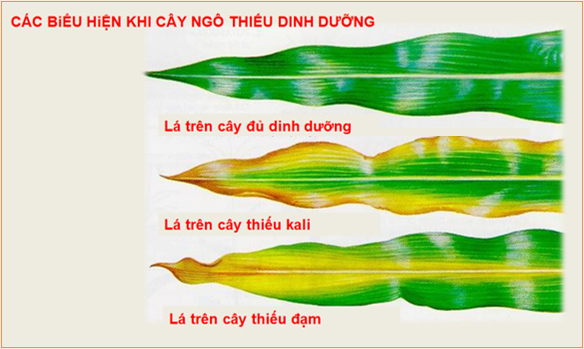 CÁC BiỂU HiỆN KHI CÂY NGÔ THIẾU DINH DƯỠNG
Lá trên cây đủ dinh dưỡng
Lá trên cây thiếu kali
Lá trên cây thiếu đạm